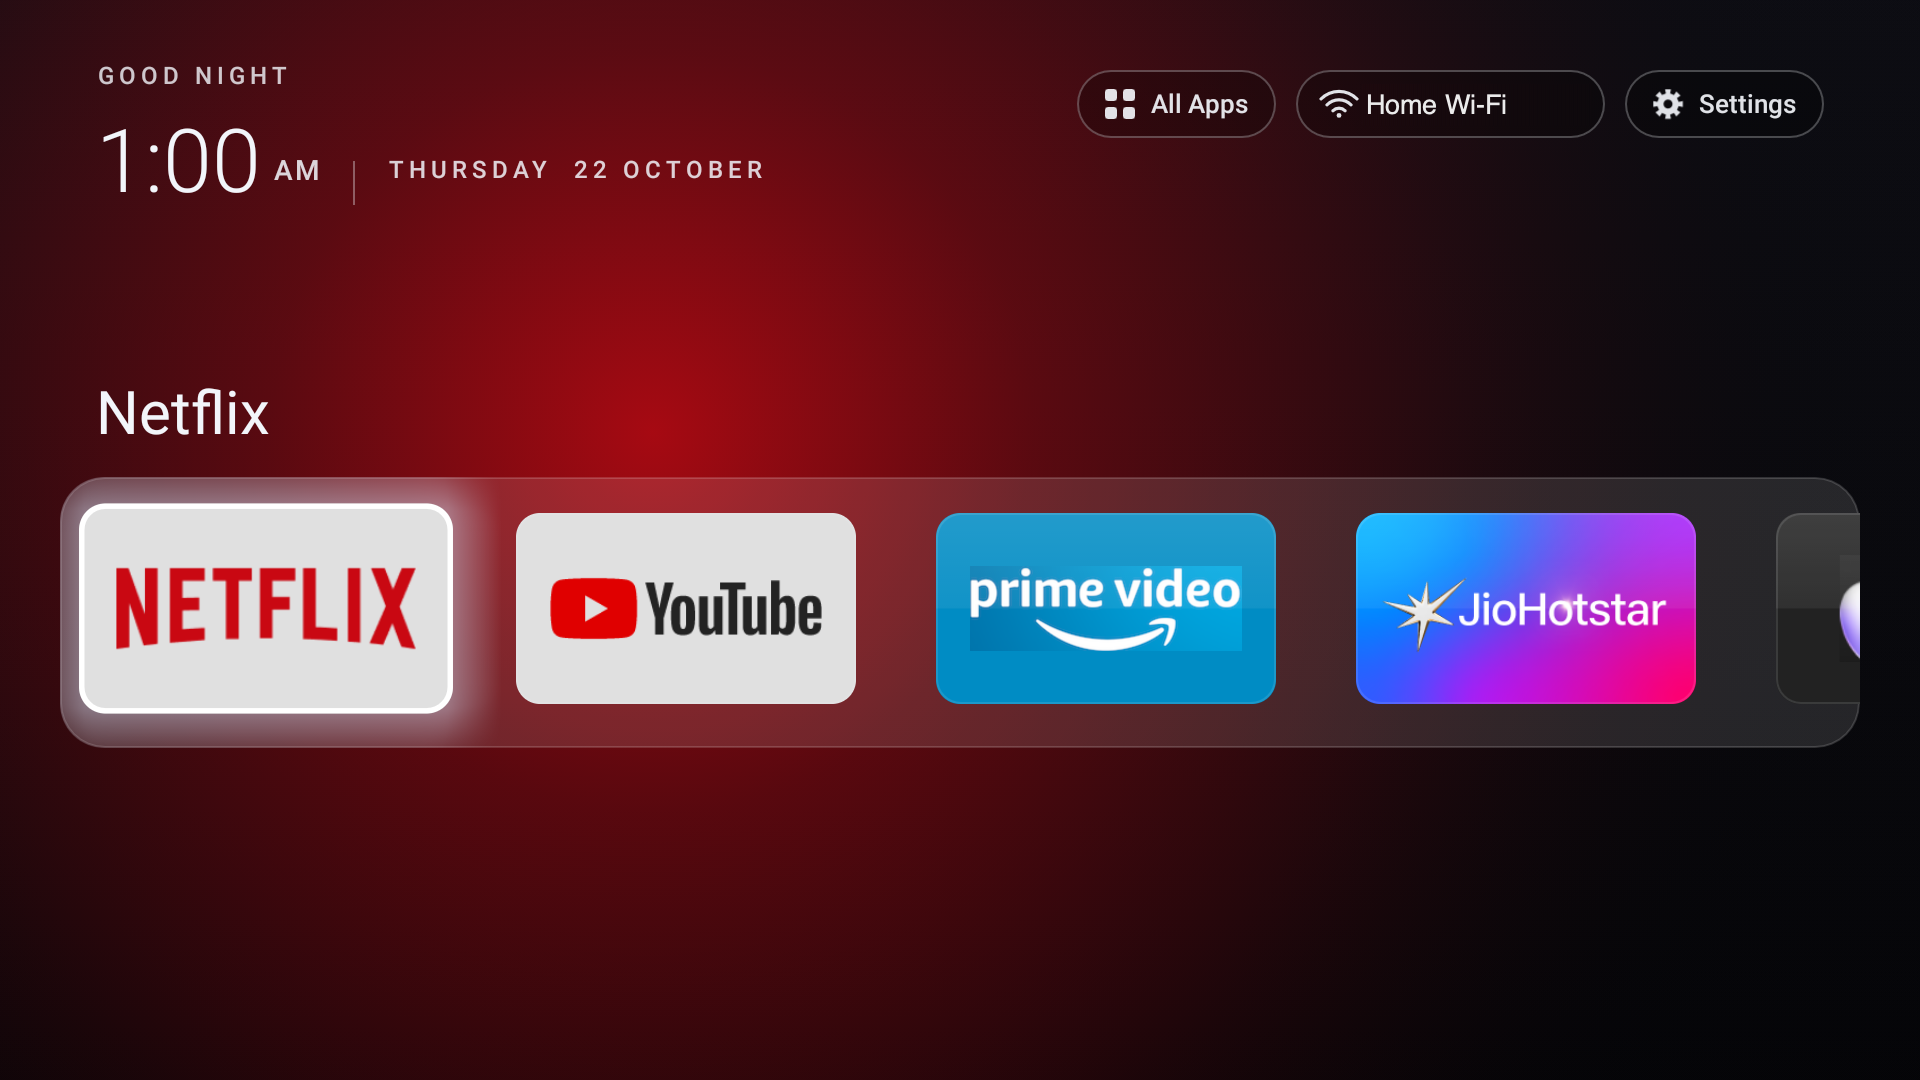 GOOD NIGHT
1:00 AM
THURSDAY 22 OCTOBER
All Apps
Home Wi-Fi
Settings
Netflix
NETFLIX
YouTube
prime video
JioHotstar